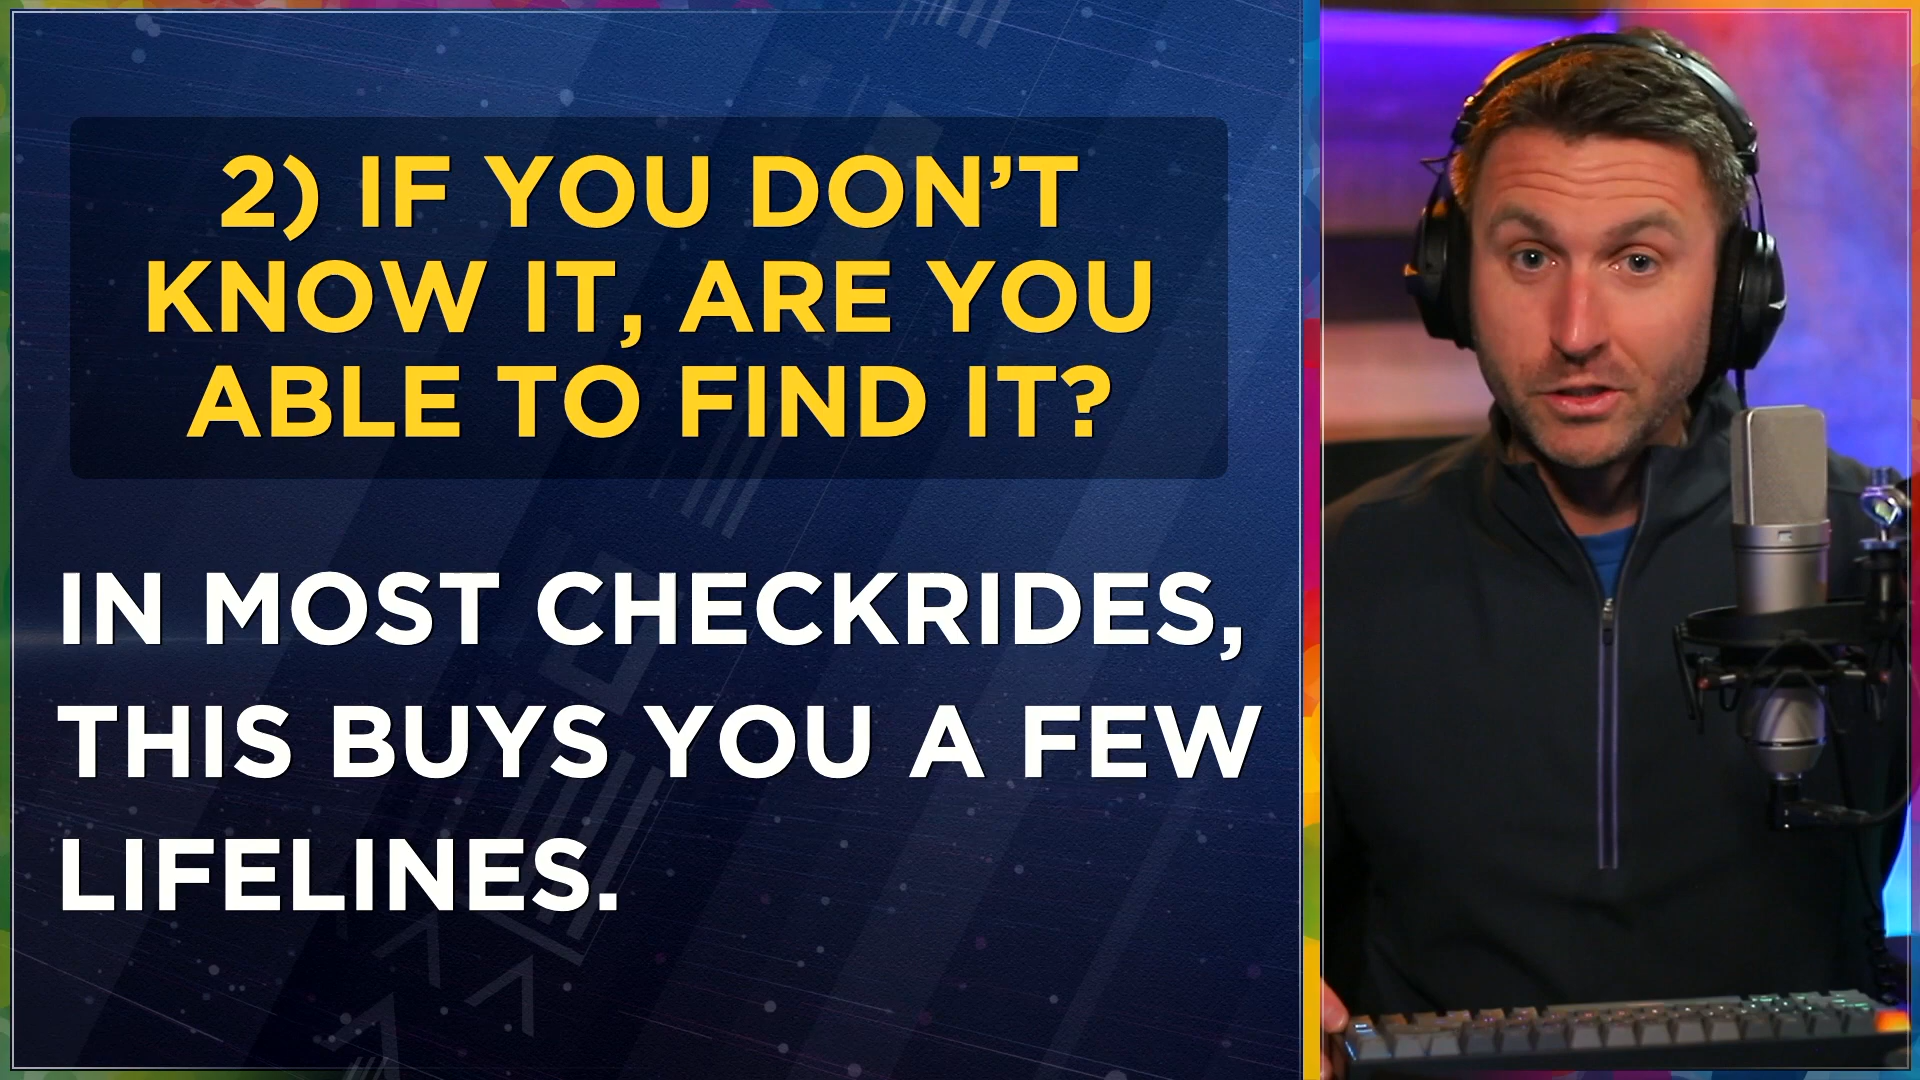 2) IF YOU DON’T
KNOW IT, ARE YOU
ABLE TO FIND IT?
IN MOST CHECKRIDES,
THIS BUYS YOU A FEW
LIFELINES.